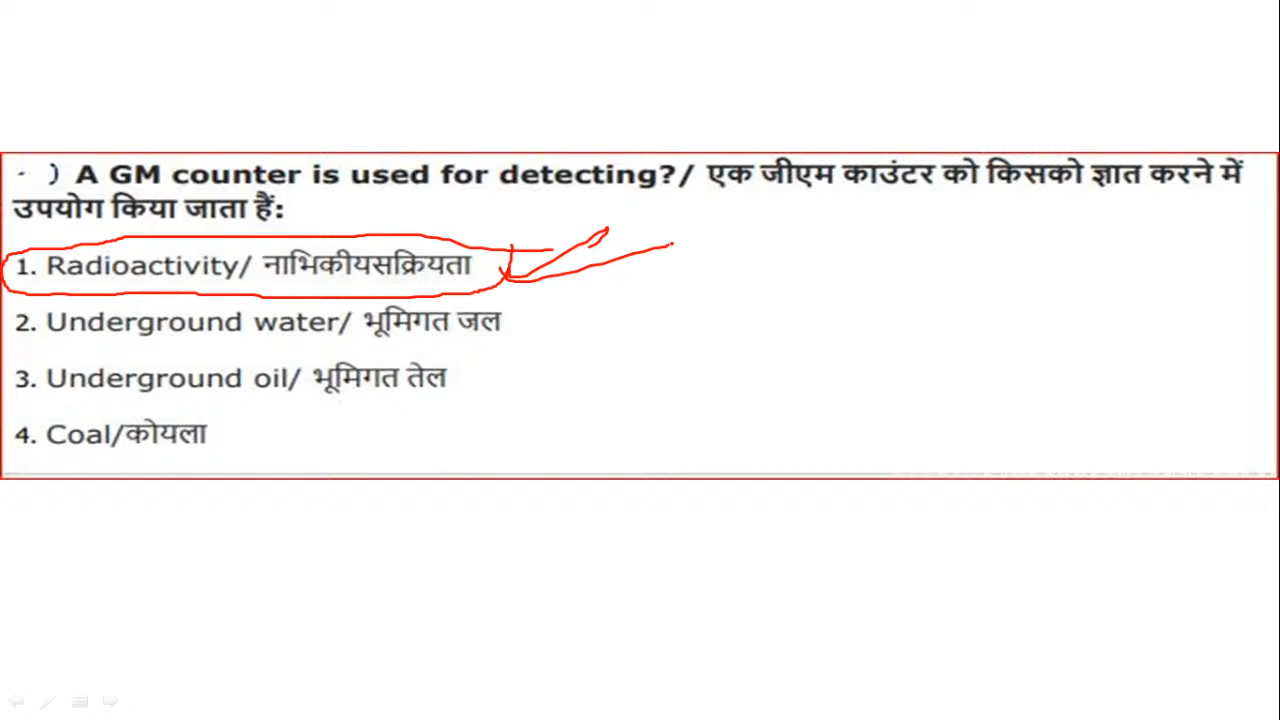 ) A GM counter is used for detecting?/ एक जीएम काउंटर को किसको ज्ञात करने में
उपयोग किया जाता हैं:
1. Radioactivity/ नाभिकीयसक्रियता
2. Underground water/ भूमिगत जल
3. Underground oil/ भूमिगत तेल
4. Coal/कोयला